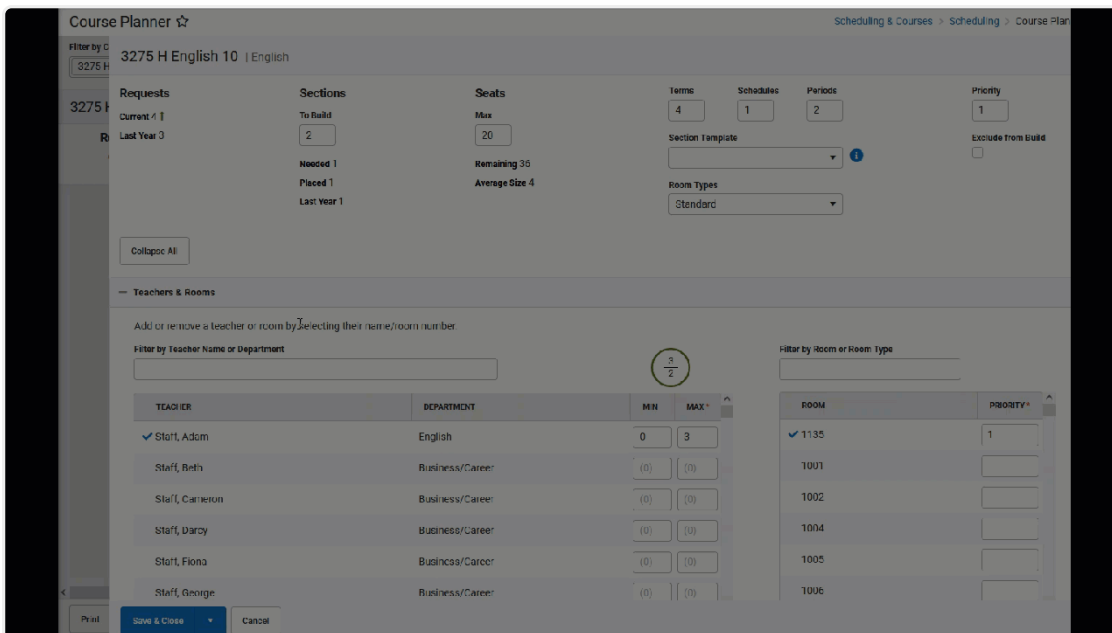 Course Planner
Scheduling & Courses > Scheduling > Course Plan
Filter by C
3275 H
3275 H English 10 | English
3275 H
R
Requests
Current 4
Last Year 3
Sections
To Build
2
Needed 1
Placed 1
Last Year 1
Seats
Max
20
Remaining 36
Average Size 4
Terms
4
Schedules
1
Periods
2
Priority
1
Section Template
Exclude from Build
Room Types
Standard
Collapse All
Teachers & Rooms
Add or remove a teacher or room by selecting their name/room number.
Filter by Teacher Name or Department
3
2
Filter by Room or Room Type
TEACHER DEPARTMENT MIN MAX*
Staff, Adam English 0 3
Staff, Beth Business/Career (0) (0)
Staff, Cameron Business/Career (0) (0)
Staff, Darcy Business/Career (0) (0)
Staff, Fiona Business/Career (0) (0)
Staff, George Business/Career (0) (0)
ROOM PRIORITY*
1135 1
1001
1002
1004
1005
1006
Print
Save & Close
Cancel